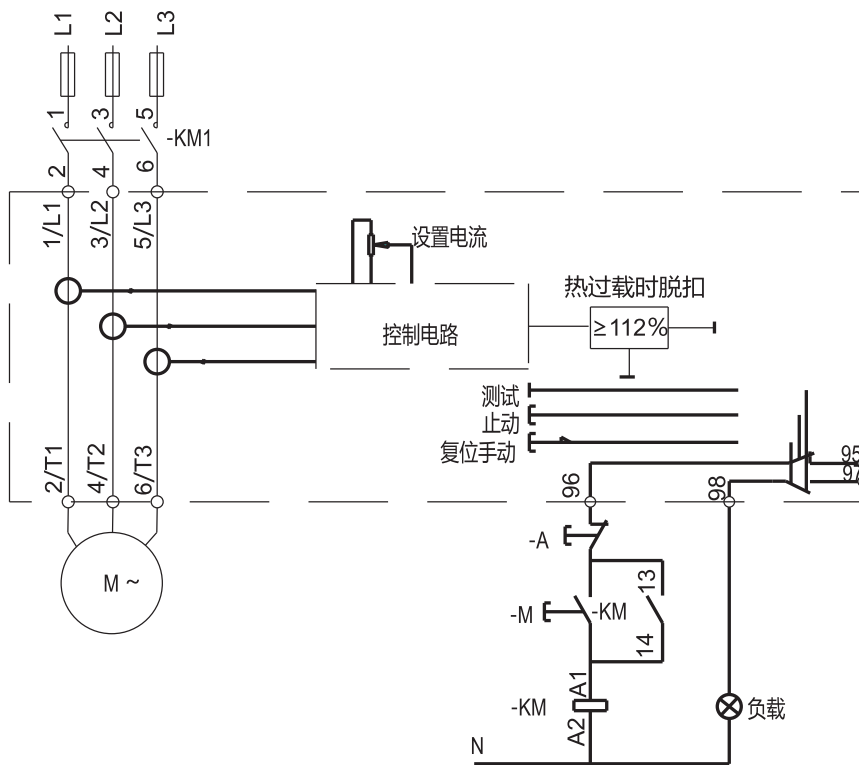 L1
L2
L3
1
3
5
-KM1
2
4
6
1/L1
3/L2
5/L3
设置电流
热过载时脱扣
≥112%
控制电路
测试
止动
复位手动
95
97
2/T1
4/T2
6/T3
96
98
-A
M ~
13
-M
-KM
14
A1
-KM
A2
负载
N